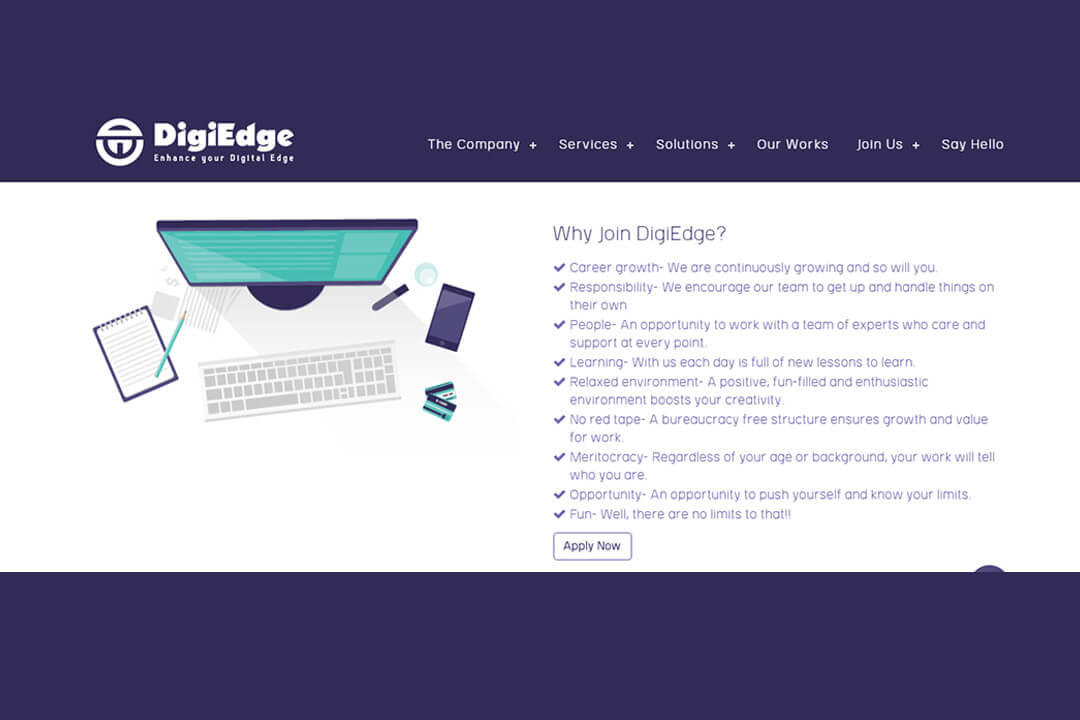 DigiEdge
Enhance your Digital Edge
The Company + Services + Solutions + Our Works Join Us + Say Hello
Why Join DigiEdge?
Career growth- We are continuously growing and so will you.
Responsibility- We encourage our team to get up and handle things on
their own
People- An opportunity to work with a team of experts who care and
support at every point.
Learning- With us each day is full of new lessons to learn.
Relaxed environment- A positive, fun-filled and enthusiastic
environment boosts your creativity.
No red tape- A bureaucracy free structure ensures growth and value
for work.
Meritocracy- Regardless of your age or background, your work will tell
who you are.
Opportunity- An opportunity to push yourself and know your limits.
Fun- Well, there are no limits to that!!
Apply Now